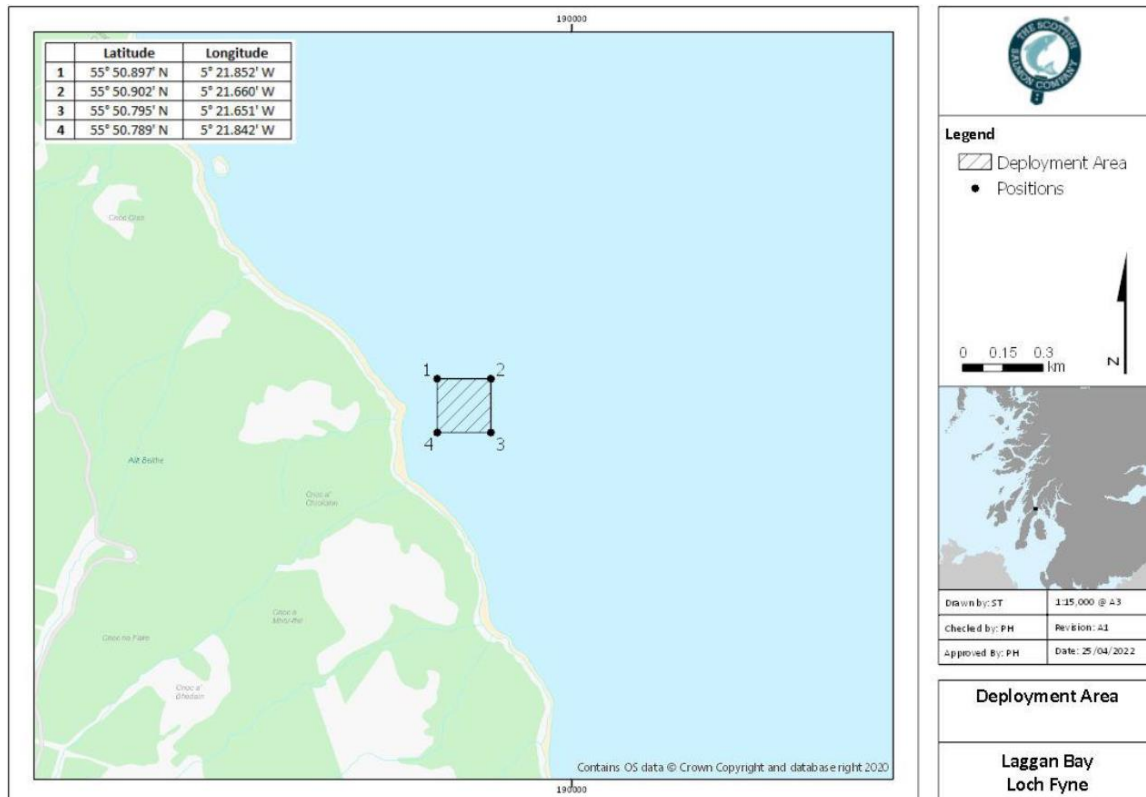 190000
Latitude Longitude
1 55° 50.897' N 5° 21.852' W
2 55° 50.902' N 5° 21.660' W
3 55° 50.795' N 5° 21.651' W
4 55° 50.789' N 5° 21.842' W
1 2
4 3
Allt Beithe
Contains OS data © Crown Copyright and database right 2020
190000
THE SCOTTISH
SALMON COMPANY
®
Legend
Deployment Area
Positions
0 0.15 0.3
km
N
Drawn by: ST 1:15,000 @ A3
Checked by: PH Revision: A1
Approved By: PH Date: 25/04/2022
Deployment Area
Laggan Bay
Loch Fyne